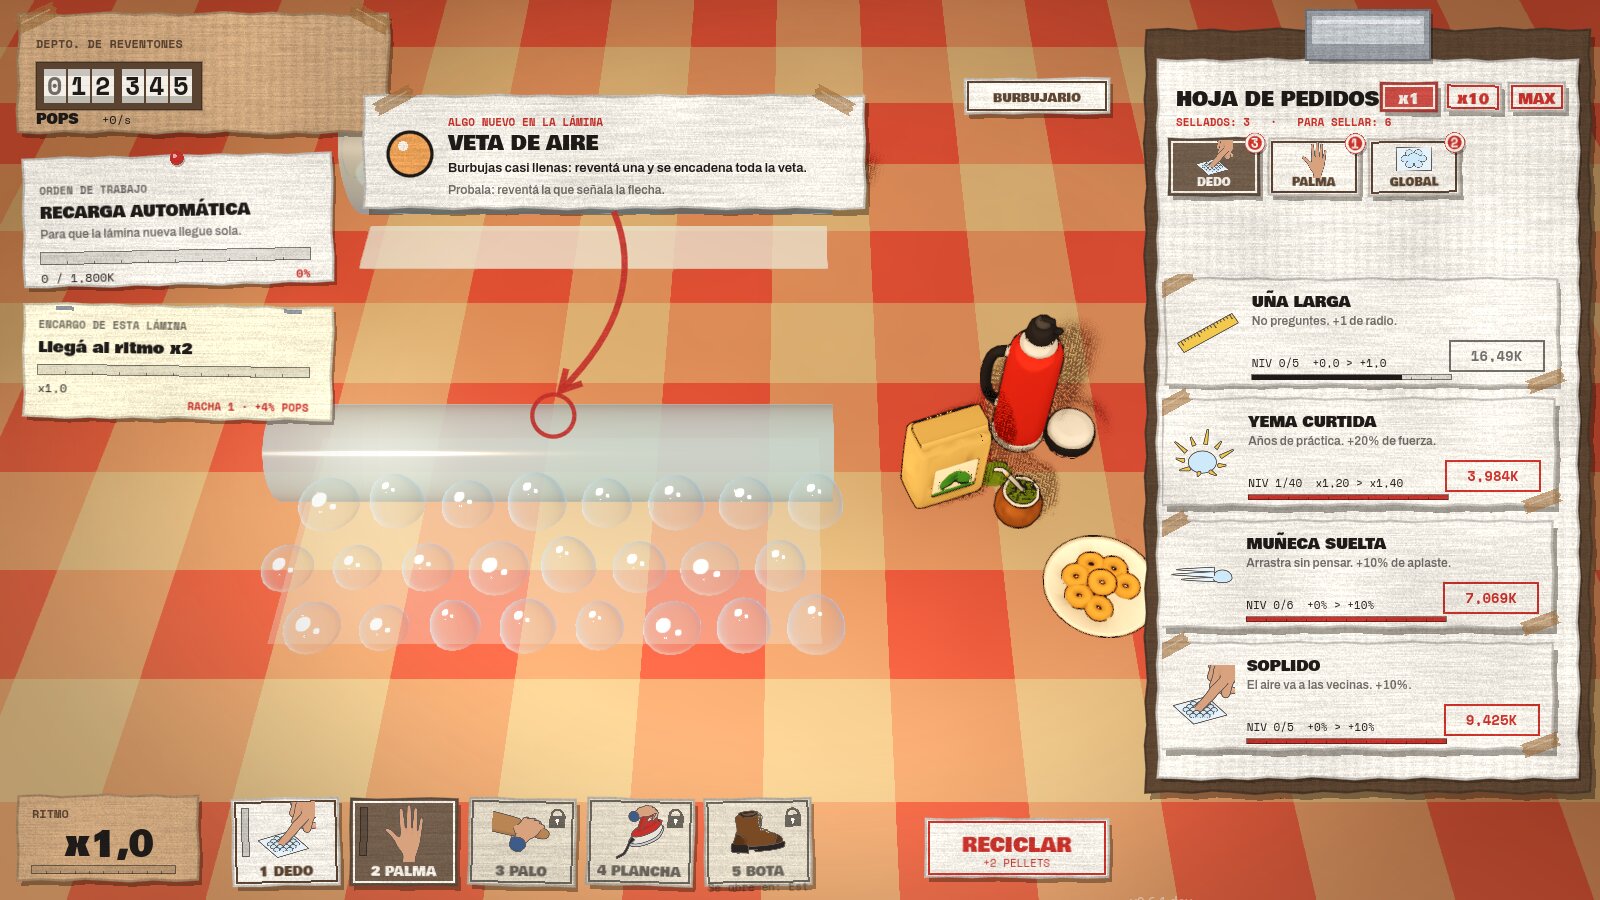 DEPTO. DE REVENTONES
012345
POPS +0/s
ORDEN DE TRABAJO
RECARGA AUTOMÁTICA
Para que la lámina nueva llegue sola.
0 / 1.800K 0%
ENCARGO DE ESTA LÁMINA
Llegá al ritmo x2
x1,0
RACHA 1 · +4% POPS
ALGO NUEVO EN LA LÁMINA
VETA DE AIRE
Burbujas casi llenas: reventá una y se encadena toda la veta.
Probala: reventá la que señala la flecha.
BURBUJARIO
HOJA DE PEDIDOS x1 x10 MAX
SELLADOS: 3 · PARA SELLAR: 6
DEDO 3
PALMA 1
GLOBAL 2
UÑA LARGA
No preguntes. +1 de radio.
NIV 0/5 +0,0 > +1,0
16,49K
YEMA CURTIDA
Años de práctica. +20% de fuerza.
NIV 1/40 x1,20 > x1,40
3,984K
MUÑECA SUELTA
Arrastra sin pensar. +10% de aplaste.
NIV 0/6 +0% > +10%
7,069K
SOPLIDO
El aire va a las vecinas. +10%.
NIV 0/5 +0% > +10%
9,425K
RITMO
x1,0
1 DEDO
2 PALMA
3 PALO
4 PLANCHA
5 BOTA
Se abre en: Est.
RECICLAR
+2 PELLETS